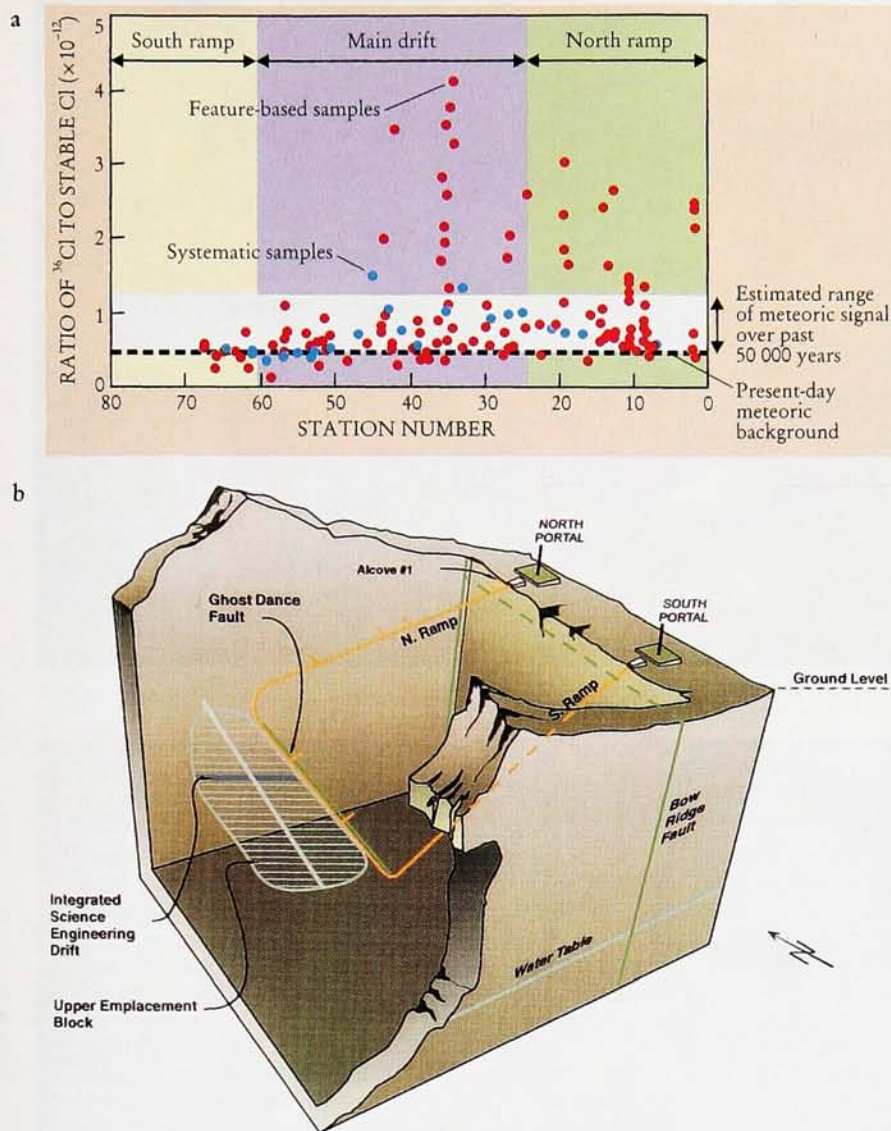 a
RATIO OF ³⁶Cl TO STABLE Cl (×10⁻¹²)
5
4
3
2
1
0
South ramp
Main drift
North ramp
Feature-based samples
Systematic samples
Estimated range
of meteoric signal
over past
50 000 years
Present-day
meteoric
background
80 70 60 50 40 30 20 10 0
STATION NUMBER
b
NORTH
PORTAL
Alcove #1
Ghost Dance
Fault
N. Ramp
SOUTH
PORTAL
S. Ramp
Ground Level
Bow
Ridge
Fault
Integrated
Science
Engineering
Drift
Water Table
N
Upper Emplacement
Block